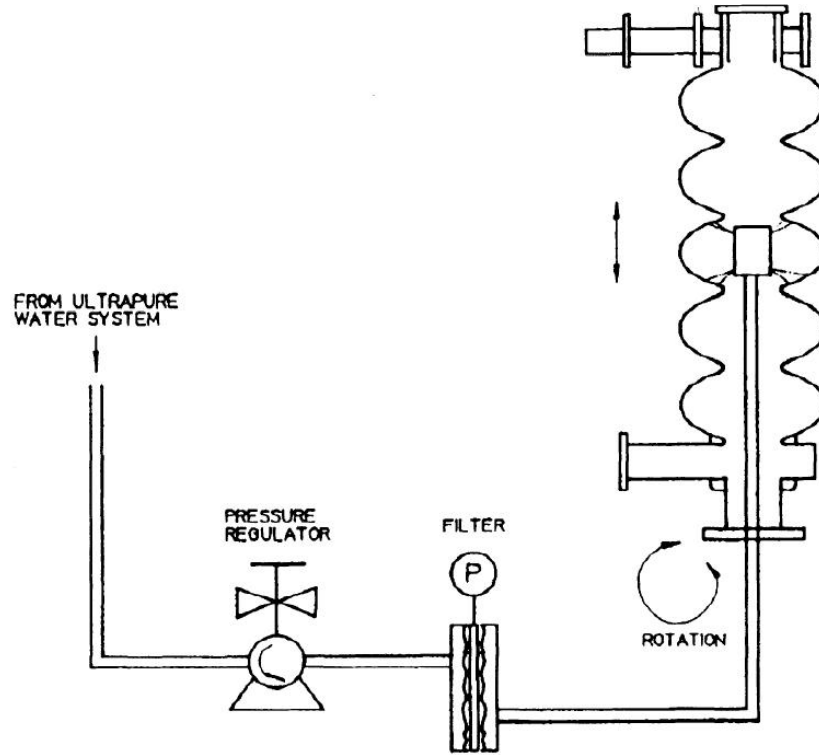 FROM ULTRAPURE
WATER SYSTEM
PRESSURE
REGULATOR
FILTER
P
ROTATION